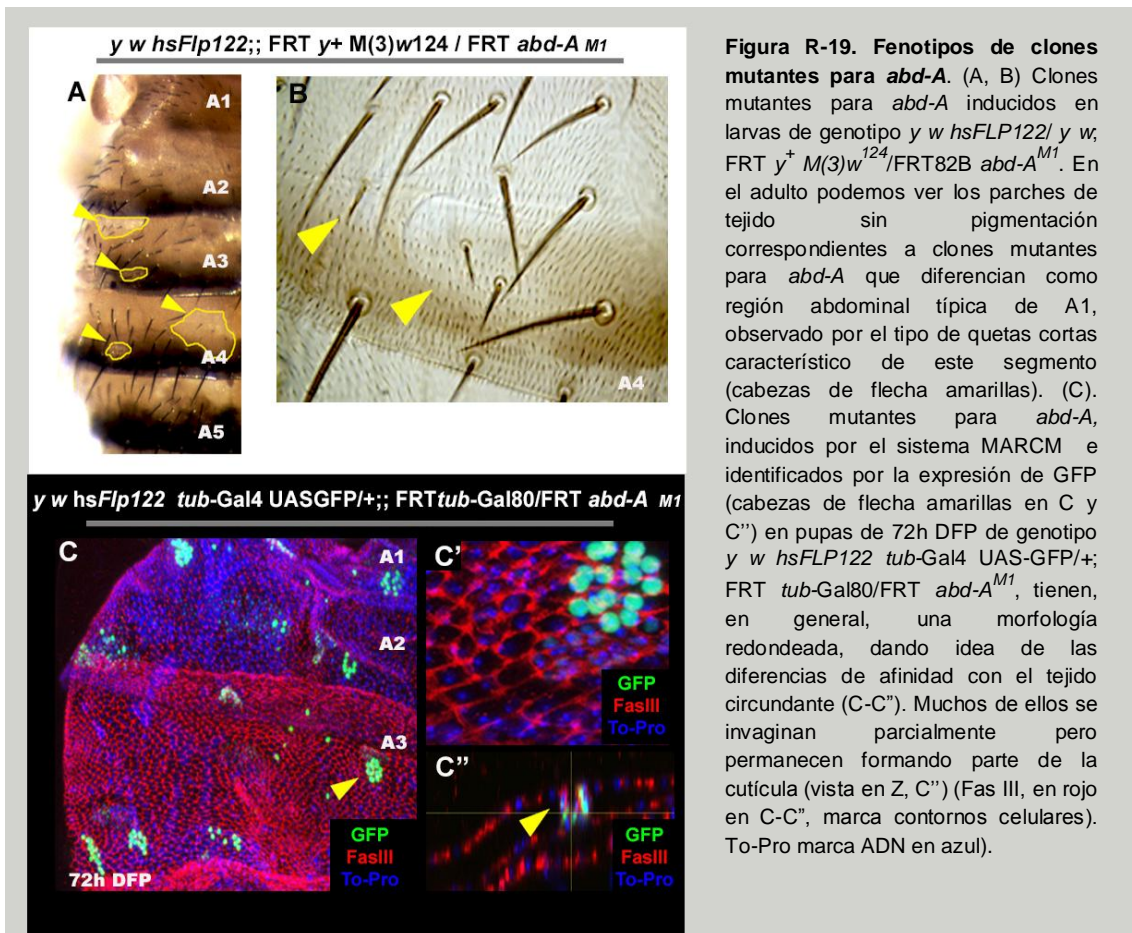 y w hsFlp122;; FRT y+ M(3)w124 / FRT abd-A M1
A
A1
A2
A3
A4
A5
B
A4
y w hsFlp122 tub-Gal4 UASGFP/+;; FRTtub-Gal80/FRT abd-A M1
C
A1
A2
A3
GFP
FasIII
To-Pro
72h DFP
C'
GFP
FasIII
To-Pro
C''
GFP
FasIII
To-Pro
Figura R-19. Fenotipos de clones
mutantes para abd-A. (A, B) Clones
mutantes para abd-A inducidos en
larvas de genotipo y w hsFLP122/ y w;
FRT y+ M(3)w124/FRT82B abd-AM1. En
el adulto podemos ver los parches de
tejido sin pigmentación
correspondientes a clones mutantes
para abd-A que diferencian como
región abdominal típica de A1,
observado por el tipo de quetas cortas
característico de este segmento
(cabezas de flecha amarillas). (C).
Clones mutantes para abd-A,
inducidos por el sistema MARCM e
identificados por la expresión de GFP
(cabezas de flecha amarillas en C y
C'') en pupas de 72h DFP de genotipo
y w hsFLP122 tub-Gal4 UAS-GFP/+;
FRT tub-Gal80/FRT abd-AM1, tienen,
en general, una morfología
redondeada, dando idea de las
diferencias de afinidad con el tejido
circundante (C-C”). Muchos de ellos se
invaginan parcialmente pero
permanecen formando parte de la
cutícula (vista en Z, C’’) (Fas III, en rojo
en C-C”, marca contornos celulares).
To-Pro marca ADN en azul).